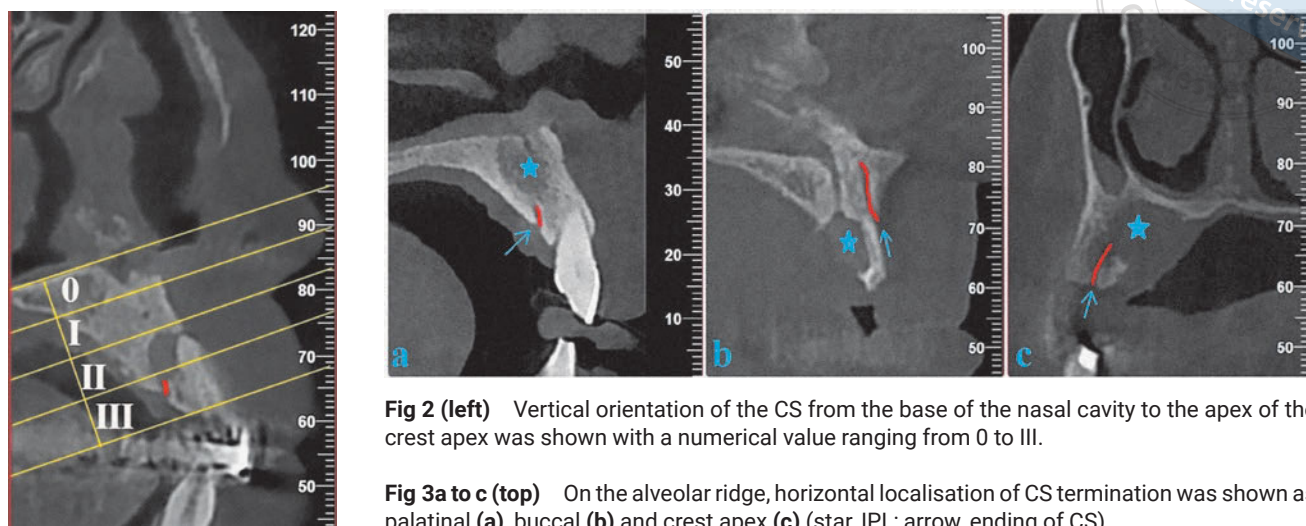 120
110
100
90
80
70
60
50
0
I
II
III
50
40
30
20
10
a
100
90
80
70
60
50
b
100
90
80
70
60
50
c
Fig 2 (left) Vertical orientation of the CS from the base of the nasal cavity to the apex of the
crest apex was shown with a numerical value ranging from 0 to III.
Fig 3a to c (top) On the alveolar ridge, horizontal localisation of CS termination was shown a
palatinal (a), buccal (b) and crest apex (c) (star, IPL; arrow, ending of CS).